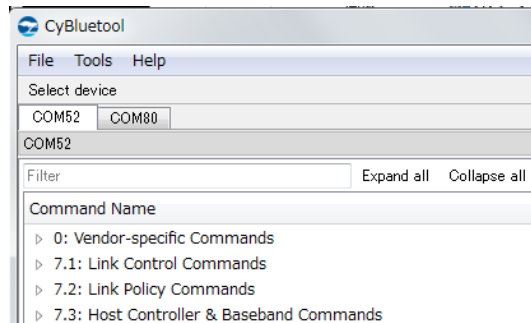 CyBluetool
File Tools Help
Select device
COM52 COM80
COM52
Filter Expand all Collapse all
Command Name
0: Vendor-specific Commands
7.1: Link Control Commands
7.2: Link Policy Commands
7.3: Host Controller & Baseband Commands